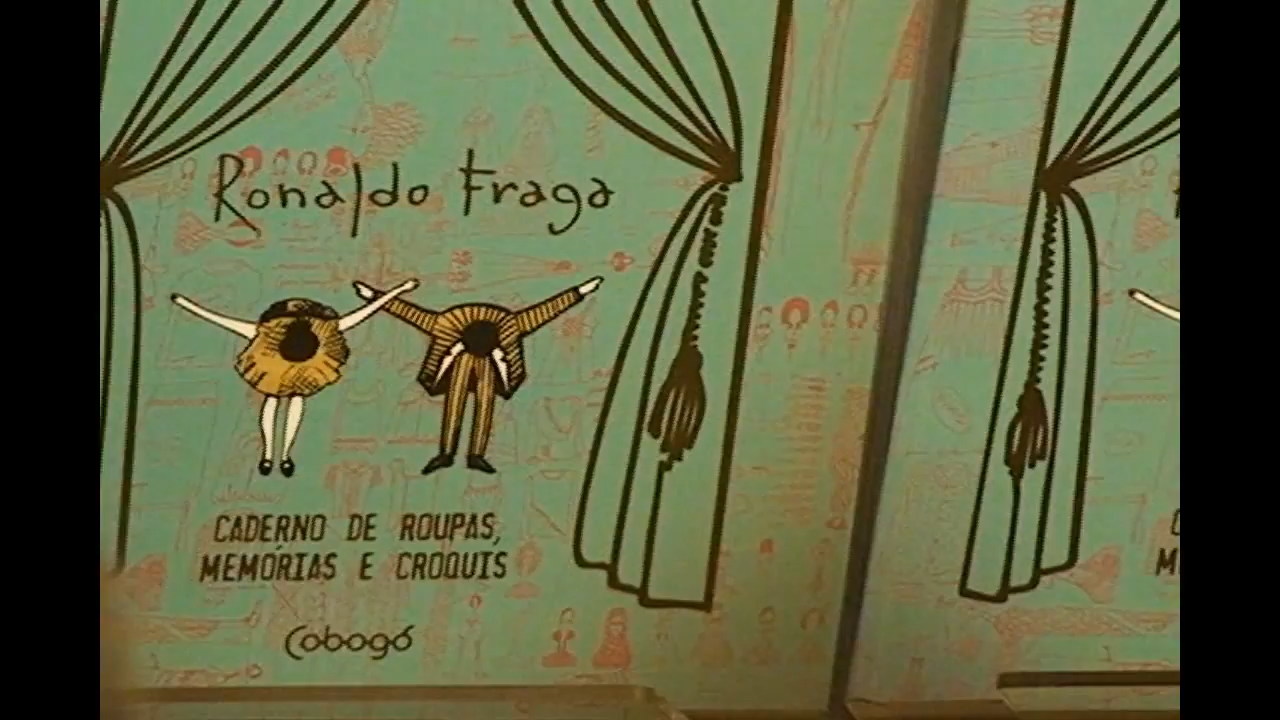 Ronaldo Fraga
CADERNO DE ROUPAS,
MEMÓRIAS E CROQUIS
Cobogó